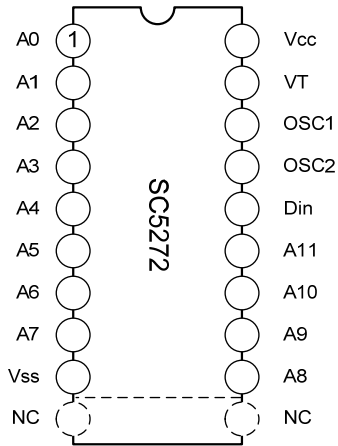 A0 1 Vcc
A1 VT
A2 OSC1
A3 OSC2
A4 Din
A5 A11
A6 A10
A7 A9
Vss A8
NC NC
SC5272